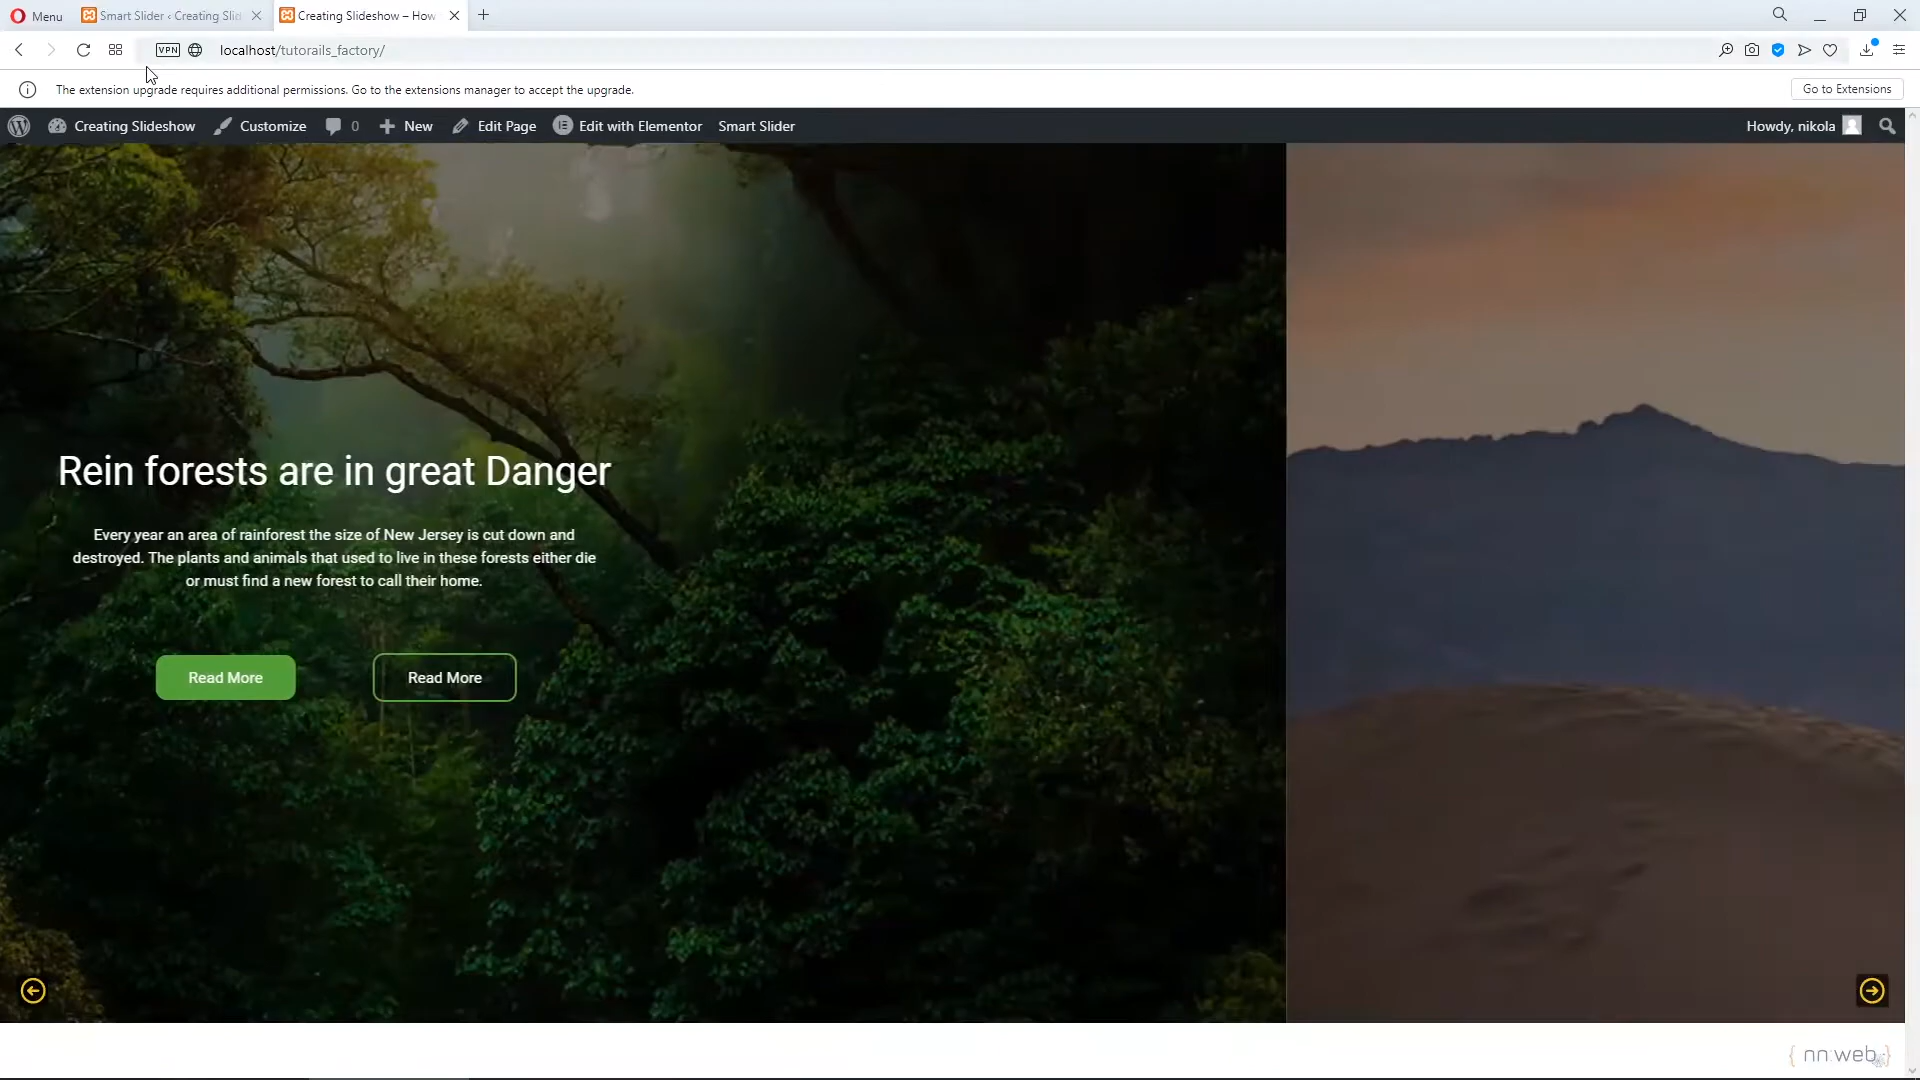 Menu
Smart Slider ‹ Creating Slid
Creating Slideshow – How
VPN
localhost/tutorails_factory/
The extension upgrade requires additional permissions. Go to the extensions manager to accept the upgrade.
Go to Extensions
Creating Slideshow
Customize
0
New
Edit Page
Edit with Elementor
Smart Slider
Howdy, nikola
Rein forests are in great Danger
Every year an area of rainforest the size of New Jersey is cut down and
destroyed. The plants and animals that used to live in these forests either die
or must find a new forest to call their home.
Read More
Read More
{ nn:web; }